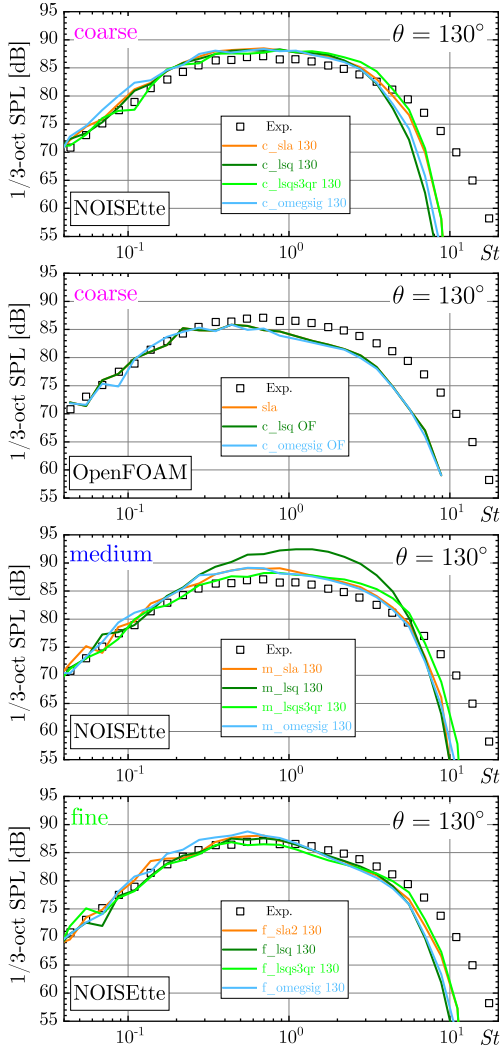 95
90
85
80
75
70
65
60
55
1/3-oct SPL [dB]
coarse
θ = 130°
Exp.
c_sla 130
c_lsq 130
c_lsqs3qr 130
c_omegsig 130
NOISEtte
10⁻¹
10⁰
10¹
St
95
90
85
80
75
70
65
60
55
1/3-oct SPL [dB]
coarse
θ = 130°
Exp.
sla
c_lsq OF
c_omegsig OF
OpenFOAM
10⁻¹
10⁰
10¹
St
95
90
85
80
75
70
65
60
55
1/3-oct SPL [dB]
medium
θ = 130°
Exp.
m_sla 130
m_lsq 130
m_lsqs3qr 130
m_omegsig 130
NOISEtte
10⁻¹
10⁰
10¹
St
95
90
85
80
75
70
65
60
55
1/3-oct SPL [dB]
fine
θ = 130°
Exp.
f_sla2 130
f_lsq 130
f_lsqs3qr 130
f_omegsig 130
NOISEtte
10⁻¹
10⁰
10¹
St